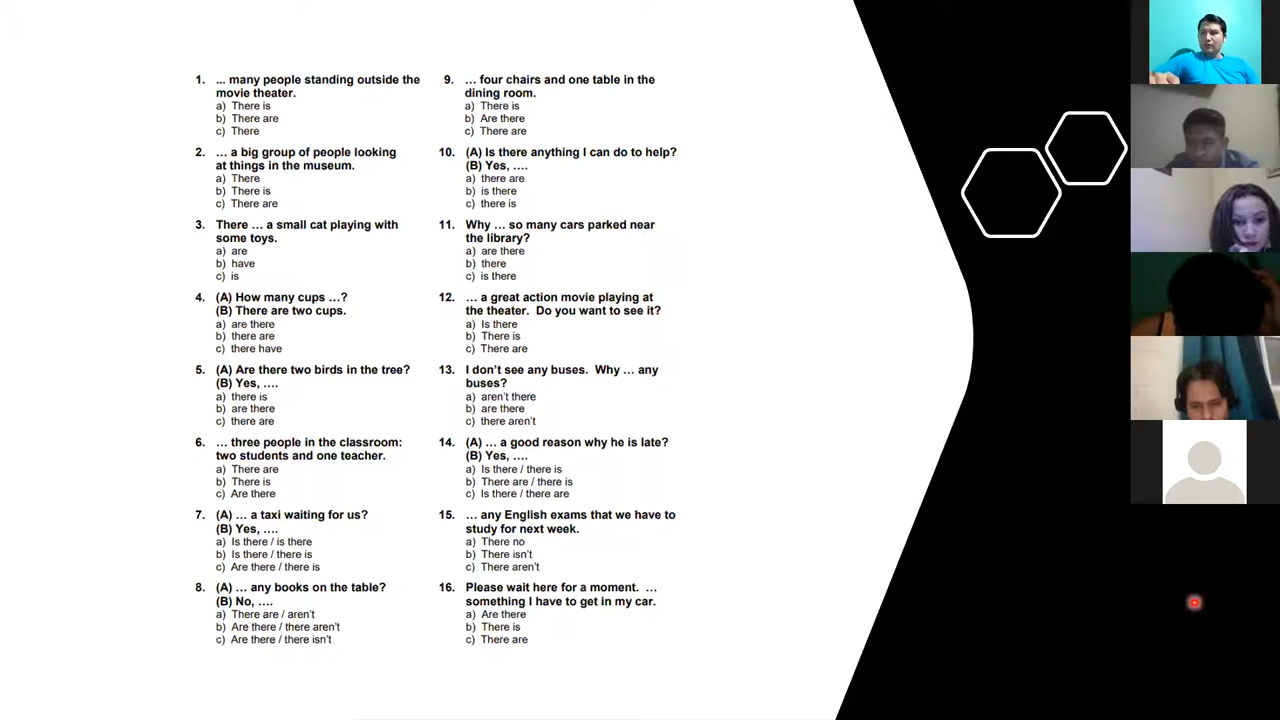 1. ... many people standing outside the
movie theater.
a) There is
b) There are
c) There
2. … a big group of people looking
at things in the museum.
a) There
b) There is
c) There are
3. There … a small cat playing with
some toys.
a) are
b) have
c) is
4. (A) How many cups …?
(B) There are two cups.
a) are there
b) there are
c) there have
5. (A) Are there two birds in the tree?
(B) Yes, ….
a) there is
b) are there
c) there are
6. … three people in the classroom:
two students and one teacher.
a) There are
b) There is
c) Are there
7. (A) … a taxi waiting for us?
(B) Yes, ….
a) Is there / is there
b) Is there / there is
c) Are there / there is
8. (A) … any books on the table?
(B) No, ….
a) There are / aren't
b) Are there / there aren't
c) Are there / there isn't
9. … four chairs and one table in the
dining room.
a) There is
b) Are there
c) There are
10. (A) Is there anything I can do to help?
(B) Yes, ….
a) there are
b) is there
c) there is
11. Why … so many cars parked near
the library?
a) are there
b) there
c) is there
12. … a great action movie playing at
the theater. Do you want to see it?
a) Is there
b) There is
c) There are
13. I don't see any buses. Why … any
buses?
a) aren't there
b) are there
c) there aren't
14. (A) … a good reason why he is late?
(B) Yes, ….
a) Is there / there is
b) There are / there is
c) Is there / there are
15. … any English exams that we have to
study for next week.
a) There no
b) There isn't
c) There aren't
16. Please wait here for a moment. …
something I have to get in my car.
a) Are there
b) There is
c) There are